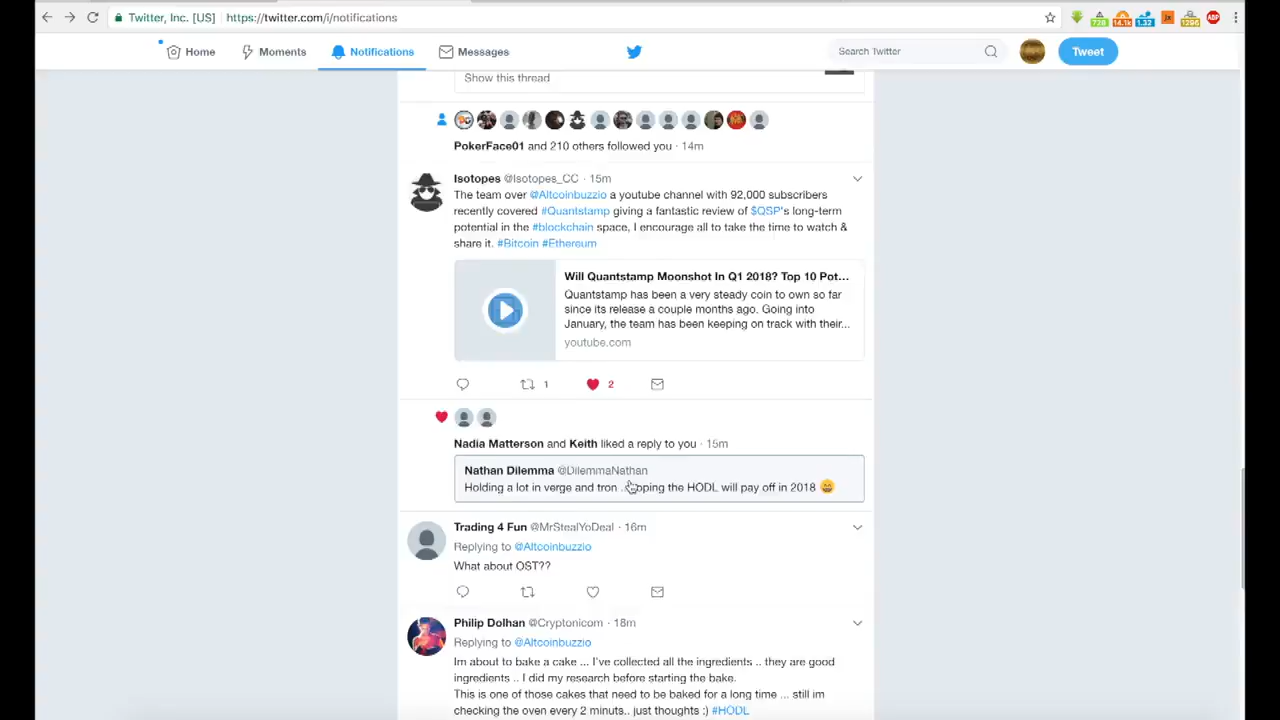 Twitter, Inc. [US] https://twitter.com/i/notifications
728 14.1k 1.32 1296 ABP
Home Moments Notifications Messages Search Twitter Tweet
Show this thread
PokerFace01 and 210 others followed you · 14m
Isotopes @Isotopes_CC · 15m
The team over @Altcoinbuzzio a youtube channel with 92,000 subscribers
recently covered #Quantstamp giving a fantastic review of $QSP's long-term
potential in the #blockchain space, I encourage all to take the time to watch &
share it. #Bitcoin #Ethereum
Will Quantstamp Moonshot In Q1 2018? Top 10 Pot...
Quantstamp has been a very steady coin to own so far
since its release a couple months ago. Going into
January, the team has been keeping on track with their...
youtube.com
1 2
Nadia Matterson and Keith liked a reply to you · 15m
Nathan Dilemma @DilemmaNathan
Holding a lot in verge and tron .. the HODL will pay off in 2018 😄
Trading 4 Fun @MrStealYoDeal · 16m
Replying to @Altcoinbuzzio
What about OST??
Philip Dolhan @Cryptonicom · 18m
Replying to @Altcoinbuzzio
Im about to bake a cake ... I've collected all the ingredients .. they are good
ingredients .. I did my research before starting the bake.
This is one of those cakes that need to be baked for a long time ... still im
checking the oven every 2 minuts.. just thoughts :) #HODL